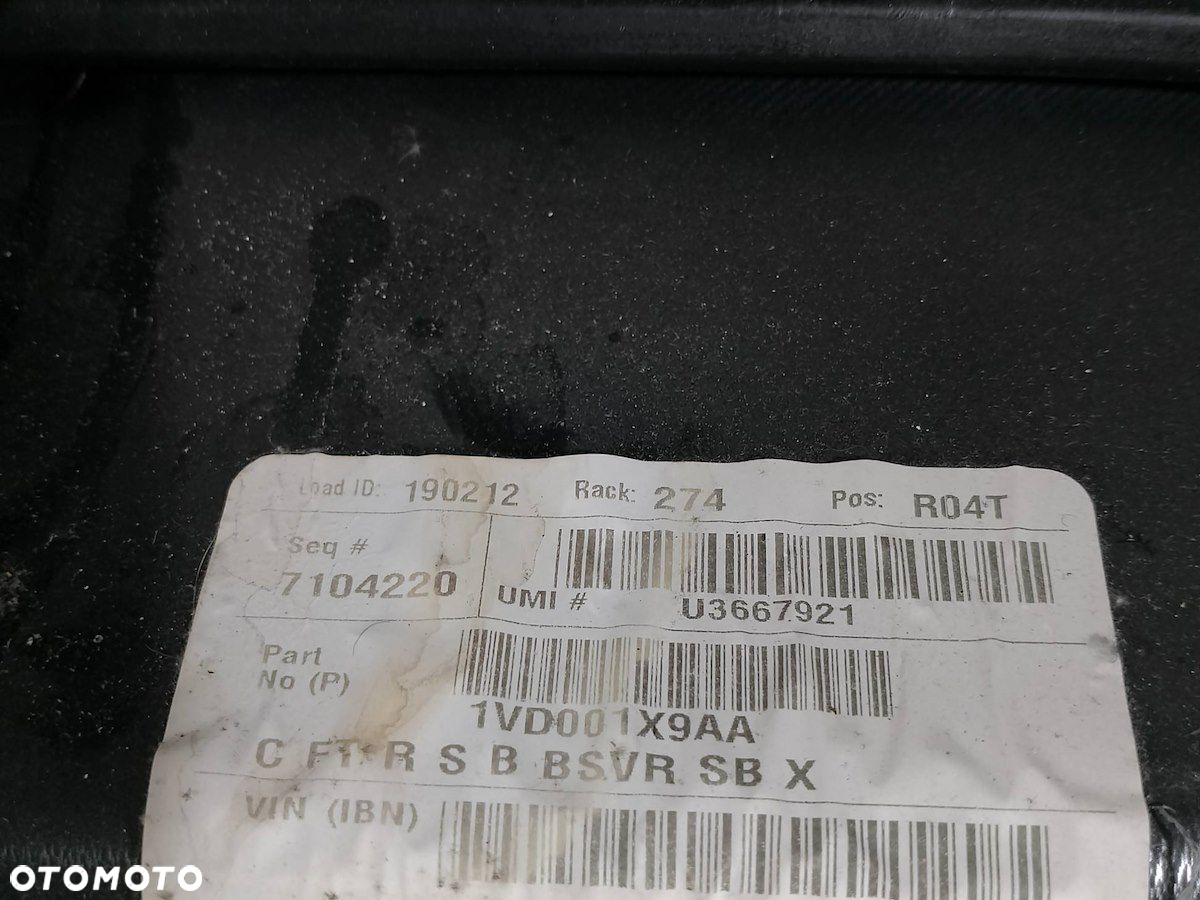 Load ID: 190212 Rack: 274 Pos: R04T
Seq #
7104220
UMI # U3667921
Part
No (P)
1VD001X9AA
C FT R S B BSVR SB X
VIN (IBN)
OTOMOTO